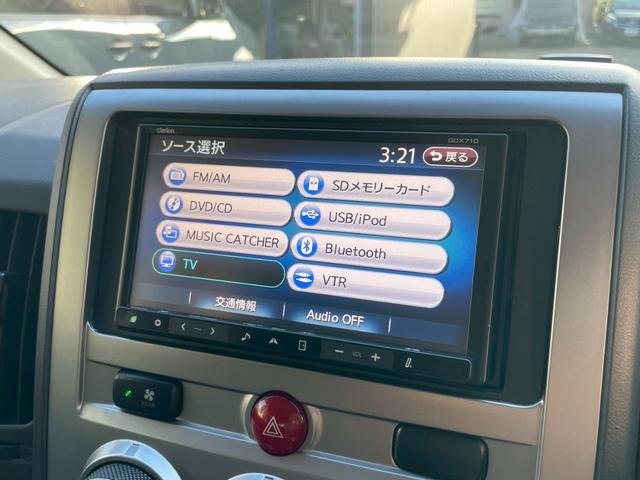 clarion
GCX710
ソース選択
3:21
戻る
FM/AM
SDメモリーカード
DVD/CD
USB/iPod
MUSIC CATCHER
Bluetooth
TV
VTR
交通情報
Audio OFF
VOL
REAR